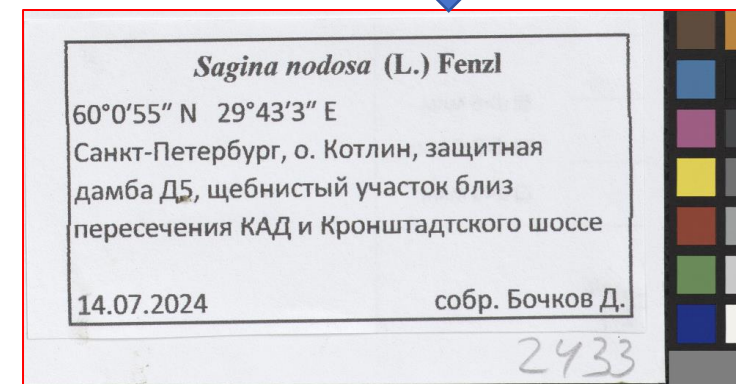 Sagina nodosa (L.) Fenzl
60°0′55″ N 29°43′3″ E
Санкт-Петербург, о. Котлин, защитная
дамба Д5, щебнистый участок близ
пересечения КАД и Кронштадтского шоссе
14.07.2024 собр. Бочков Д.
2433